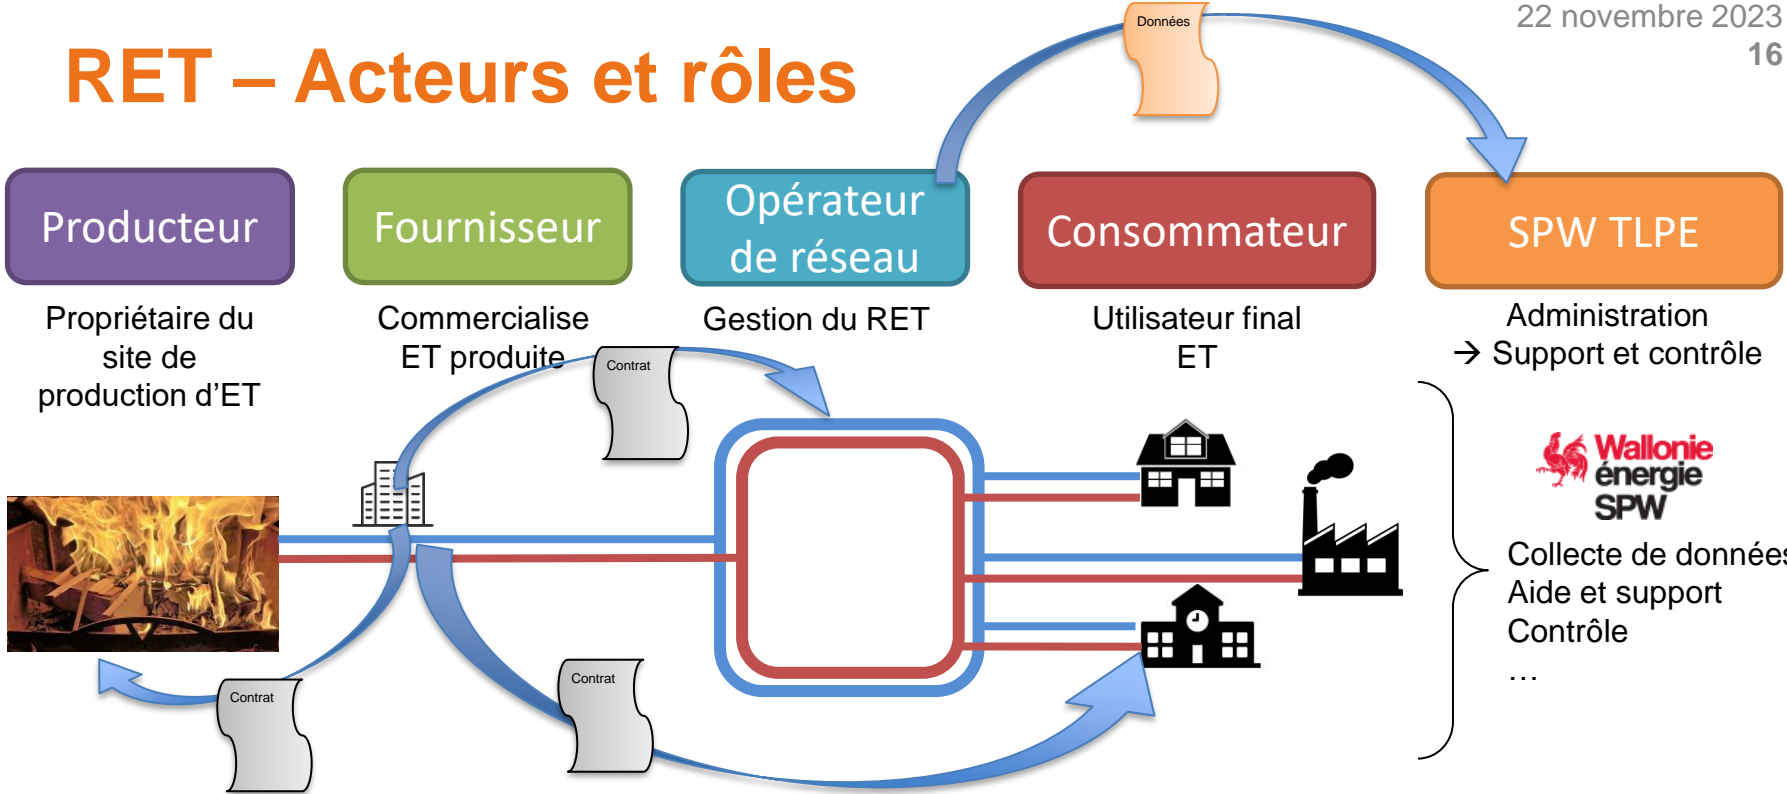 22 novembre 2023
16
RET – Acteurs et rôles
Données
Producteur
Fournisseur
Opérateur
de réseau
Consommateur
SPW TLPE
Propriétaire du
site de
production d'ET
Commercialise
ET produite
Gestion du RET
Utilisateur final
ET
Administration
→ Support et contrôle
Contrat
Contrat
Contrat
Wallonie
énergie
SPW
Collecte de données
Aide et support
Contrôle
…